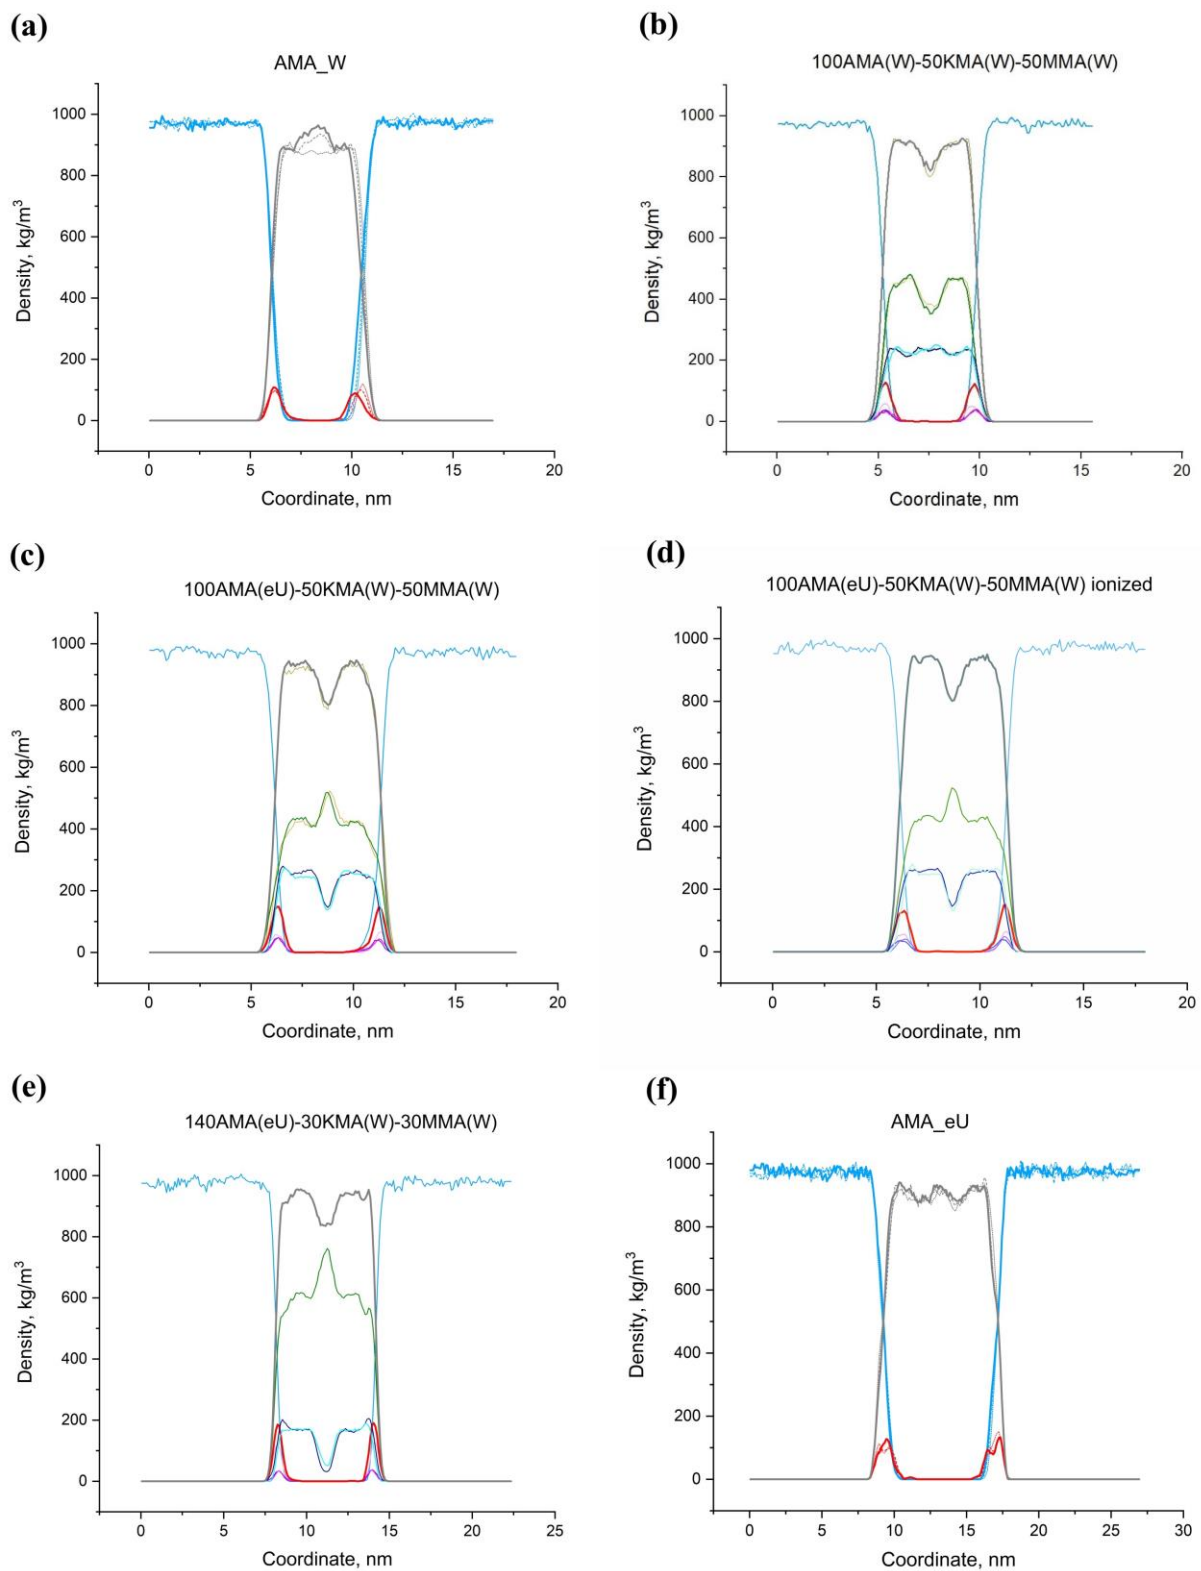 (a)
AMA_W
1000
800
600
400
200
0
Density, kg/m³
0 5 10 15 20
Coordinate, nm
(b)
100AMA(W)-50KMA(W)-50MMA(W)
1000
800
600
400
200
0
Density, kg/m³
0 5 10 15 20
Coordinate, nm
(c)
100AMA(eU)-50KMA(W)-50MMA(W)
1000
800
600
400
200
0
Density, kg/m³
0 5 10 15 20
Coordinate, nm
(d)
100AMA(eU)-50KMA(W)-50MMA(W) ionized
1000
800
600
400
200
0
Density, kg/m³
0 5 10 15 20
Coordinate, nm
(e)
140AMA(eU)-30KMA(W)-30MMA(W)
1000
800
600
400
200
0
Density, kg/m³
0 5 10 15 20 25
Coordinate, nm
(f)
AMA_eU
1000
800
600
400
200
0
Density, kg/m³
0 5 10 15 20 25 30
Coordinate, nm